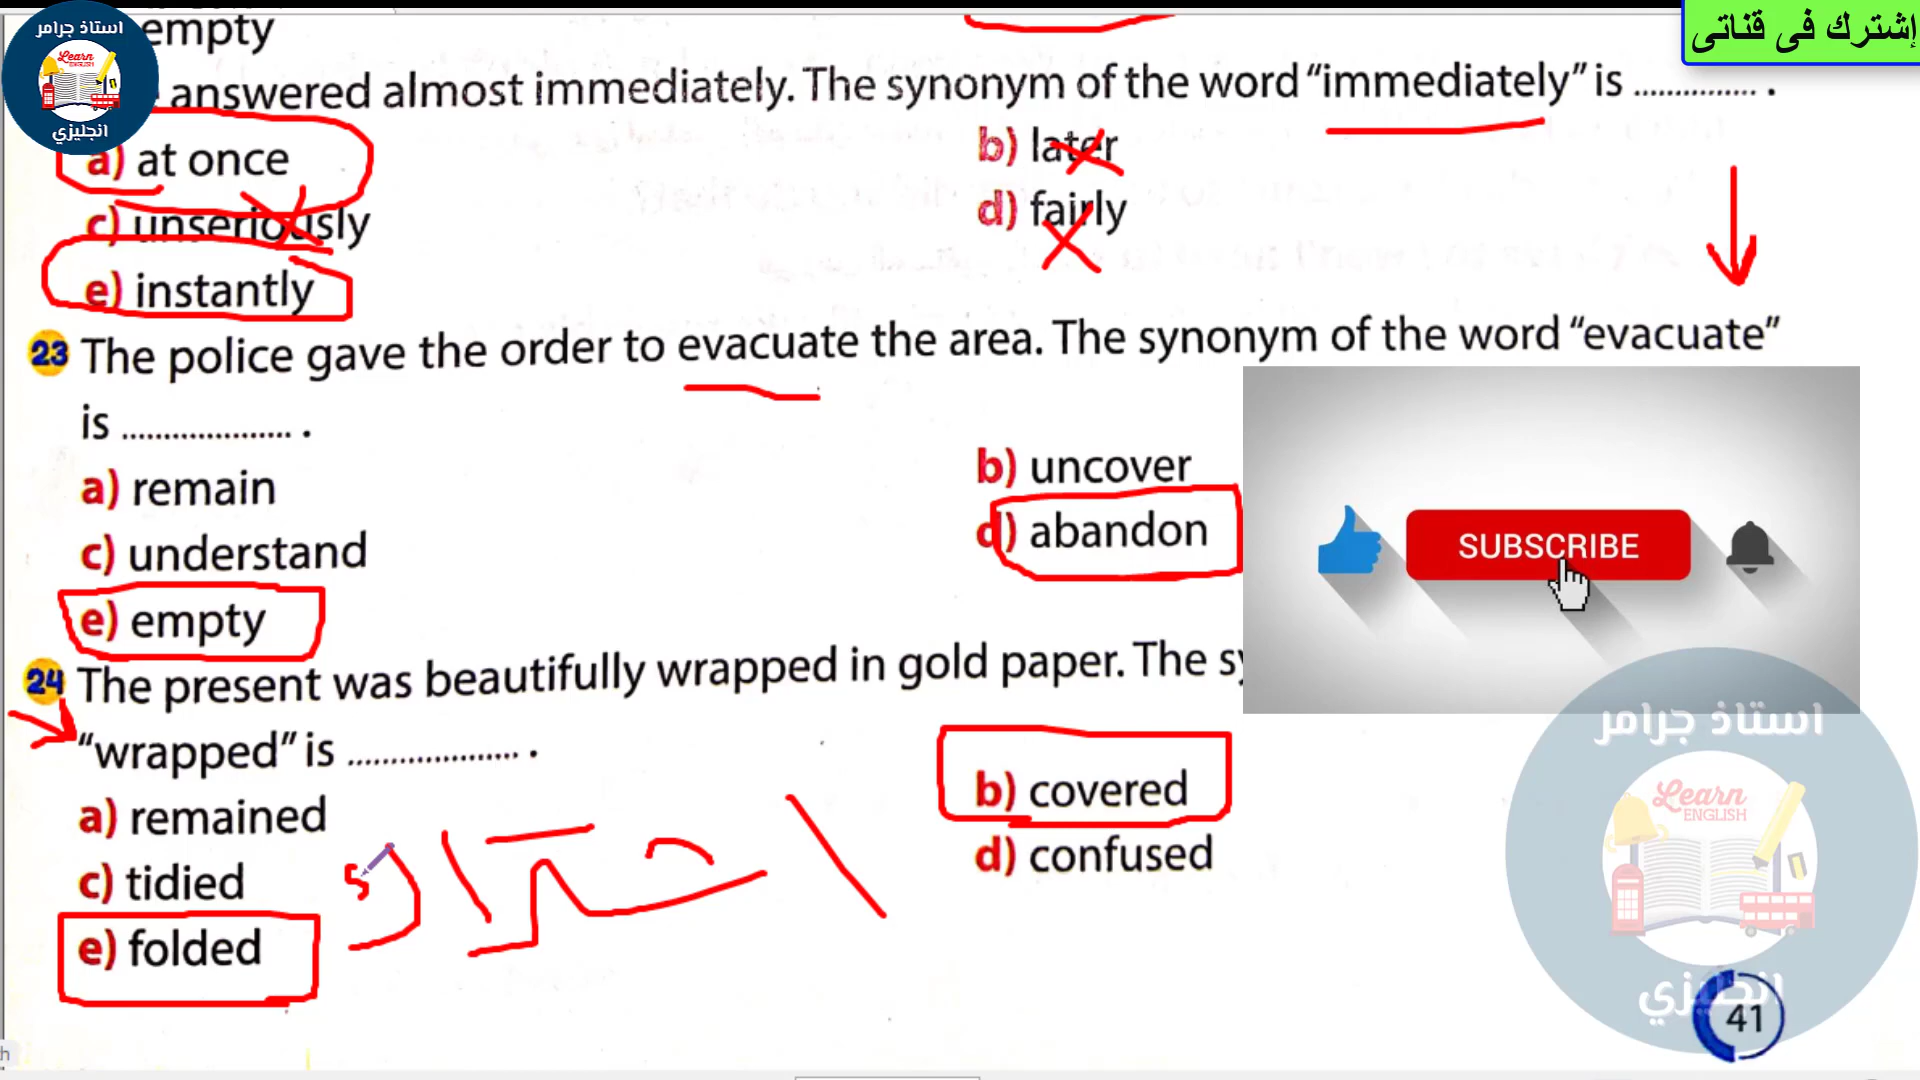 إشترك فى قناتى
استاذ جرامر
Learn
ENGLISH
انجليزي
empty
answered almost immediately. The synonym of the word “immediately” is ............... .
a) at once
b) later
c) unseriously
d) fairly
e) instantly
23 The police gave the order to evacuate the area. The synonym of the word “evacuate”
is .................... .
a) remain
b) uncover
c) understand
d) abandon
e) empty
SUBSCRIBE
24 The present was beautifully wrapped in gold paper. The
“wrapped” is .................... .
a) remained
b) covered
c) tidied
d) confused
e) folded
استاذ جرامر
Learn
ENGLISH
انجليزي
41